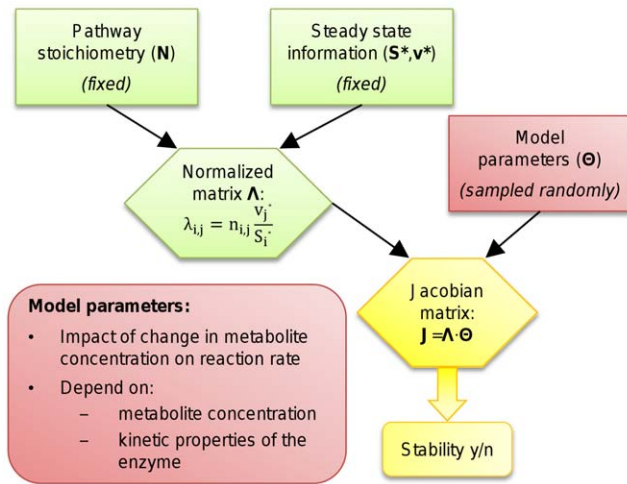 Pathway
stoichiometry (N)
(fixed)
Steady state
information (S*,v*)
(fixed)
Model
parameters (Θ)
(sampled randomly)
Normalized
matrix Λ:
λi,j = ni,j vj* / Si*
Jacobian
matrix:
J =Λ·Θ
Model parameters:
• Impact of change in metabolite
concentration on reaction rate
• Depend on:
– metabolite concentration
– kinetic properties of the
enzyme
Stability y/n